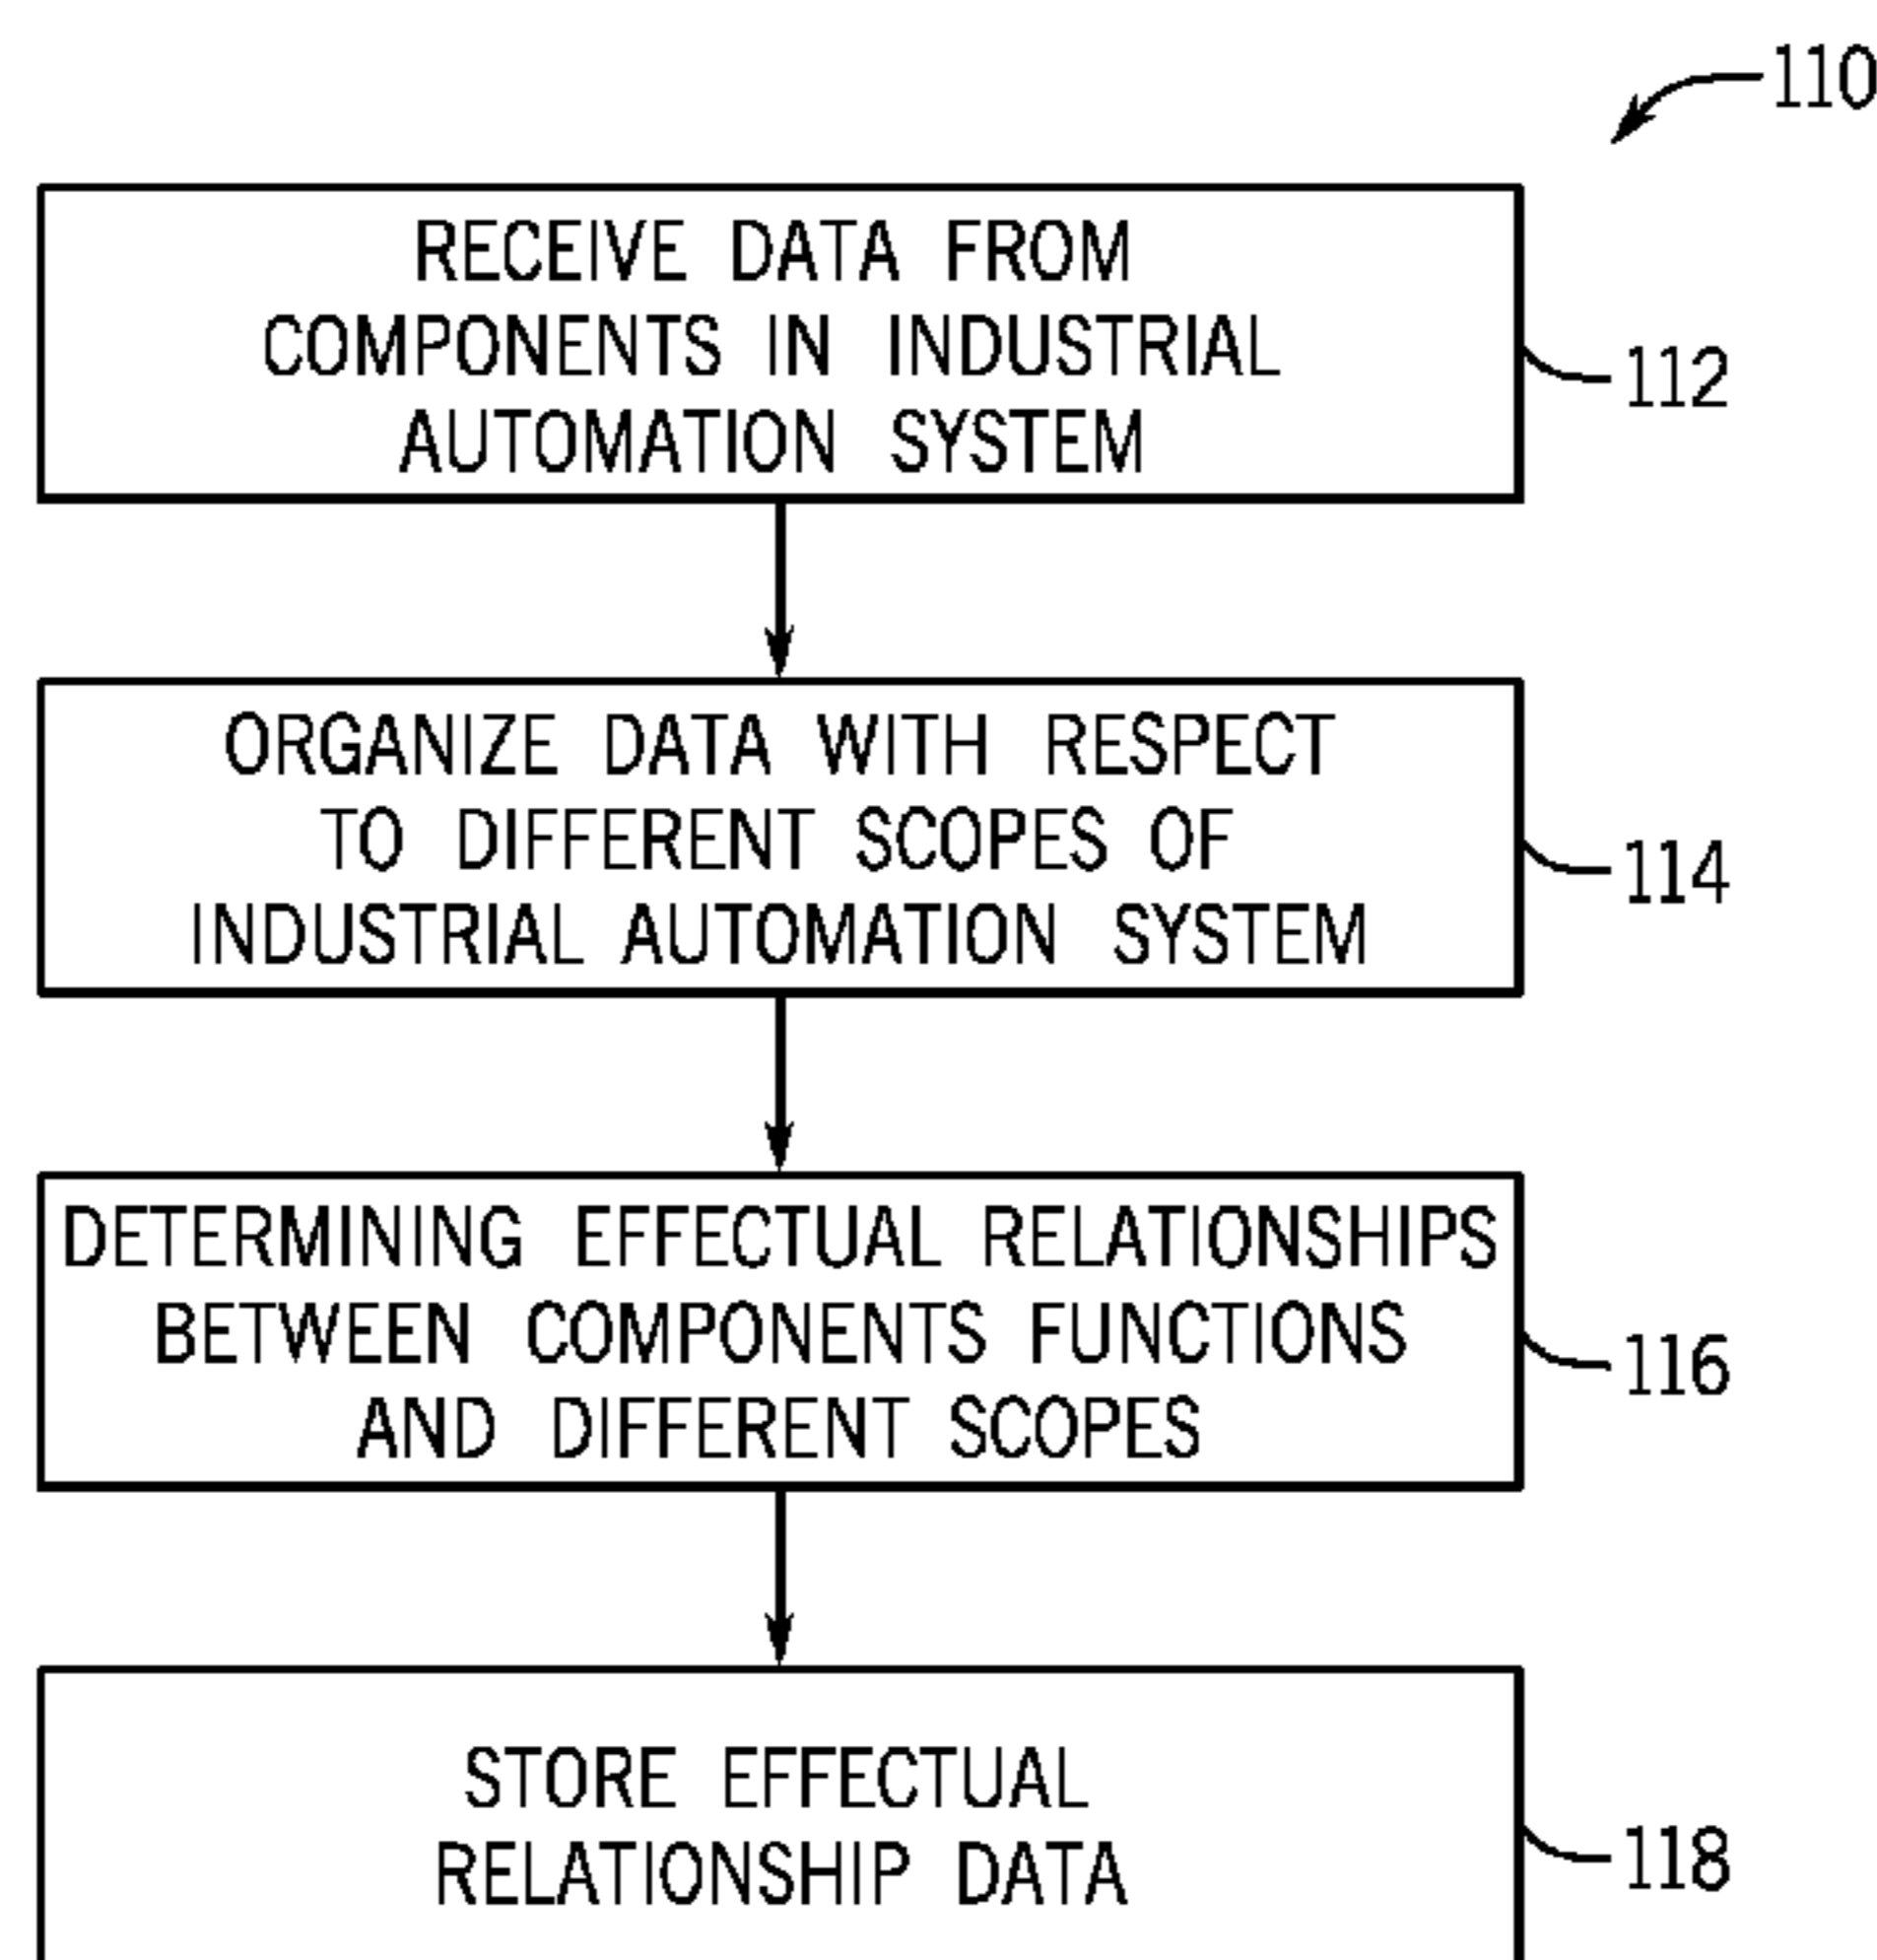 110
RECEIVE DATA FROM
COMPONENTS IN INDUSTRIAL
AUTOMATION SYSTEM
112
ORGANIZE DATA WITH RESPECT
TO DIFFERENT SCOPES OF
INDUSTRIAL AUTOMATION SYSTEM
114
DETERMINING EFFECTUAL RELATIONSHIPS
BETWEEN COMPONENTS FUNCTIONS
AND DIFFERENT SCOPES
116
STORE EFFECTUAL
RELATIONSHIP DATA
118